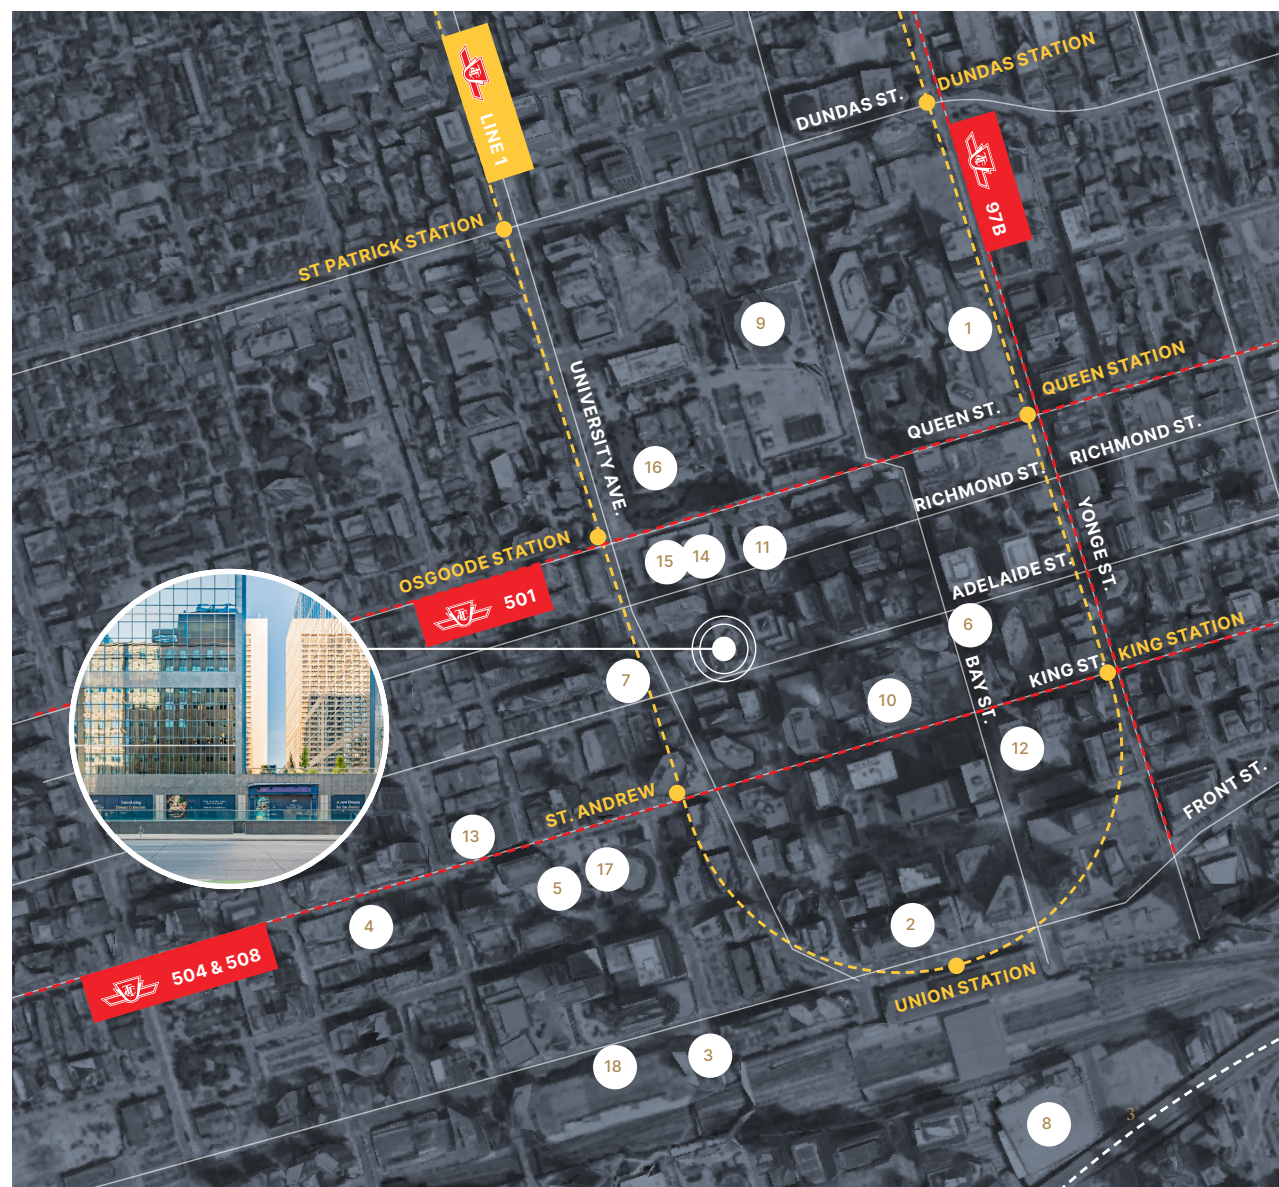 DUNDAS STATION
DUNDAS ST.
LINE 1
97B
ST PATRICK STATION
9
1
QUEEN STATION
UNIVERSITY AVE.
QUEEN ST.
RICHMOND ST.
16
RICHMOND ST.
YONGE ST.
OSGOODE STATION
15
14
11
ADELAIDE ST.
501
6
KING STATION
KING ST.
BAY ST.
7
10
12
FRONT ST.
ST. ANDREW
13
17
5
4
2
504 & 508
UNION STATION
3
18
8
3